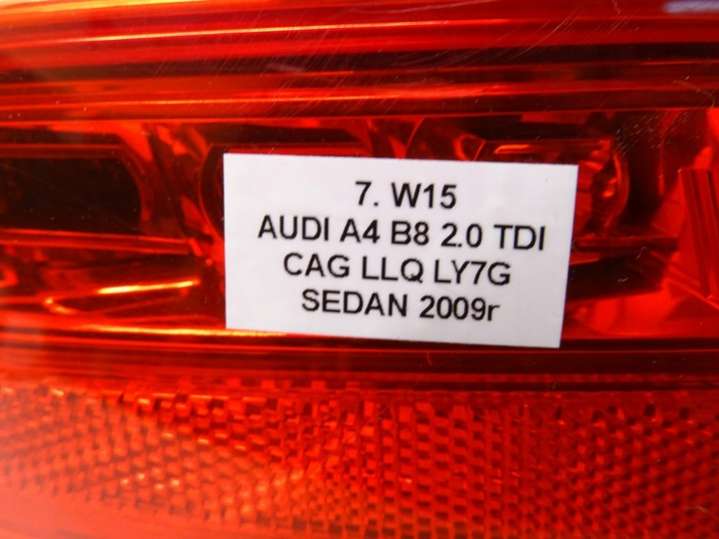 7. W15
AUDI A4 B8 2.0 TDI
CAG LLQ LY7G
SEDAN 2009r